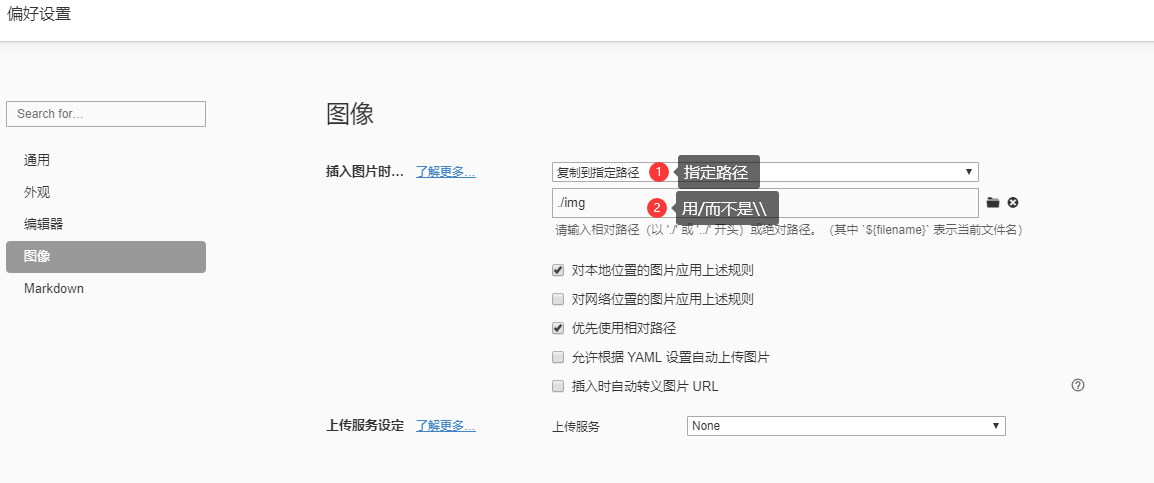 偏好设置
Search for...
通用
外观
编辑器
图像
Markdown
图像
插入图片时... 了解更多... 复制到指定路径 1 指定路径
./img 2 用/而不是\\
请输入相对路径（以 './' 或 '../' 开头）或绝对路径。（其中 `${filename}` 表示当前文件名）
对本地位置的图片应用上述规则
对网络位置的图片应用上述规则
优先使用相对路径
允许根据 YAML 设置自动上传图片
插入时自动转义图片 URL
上传服务设定 了解更多... 上传服务 None